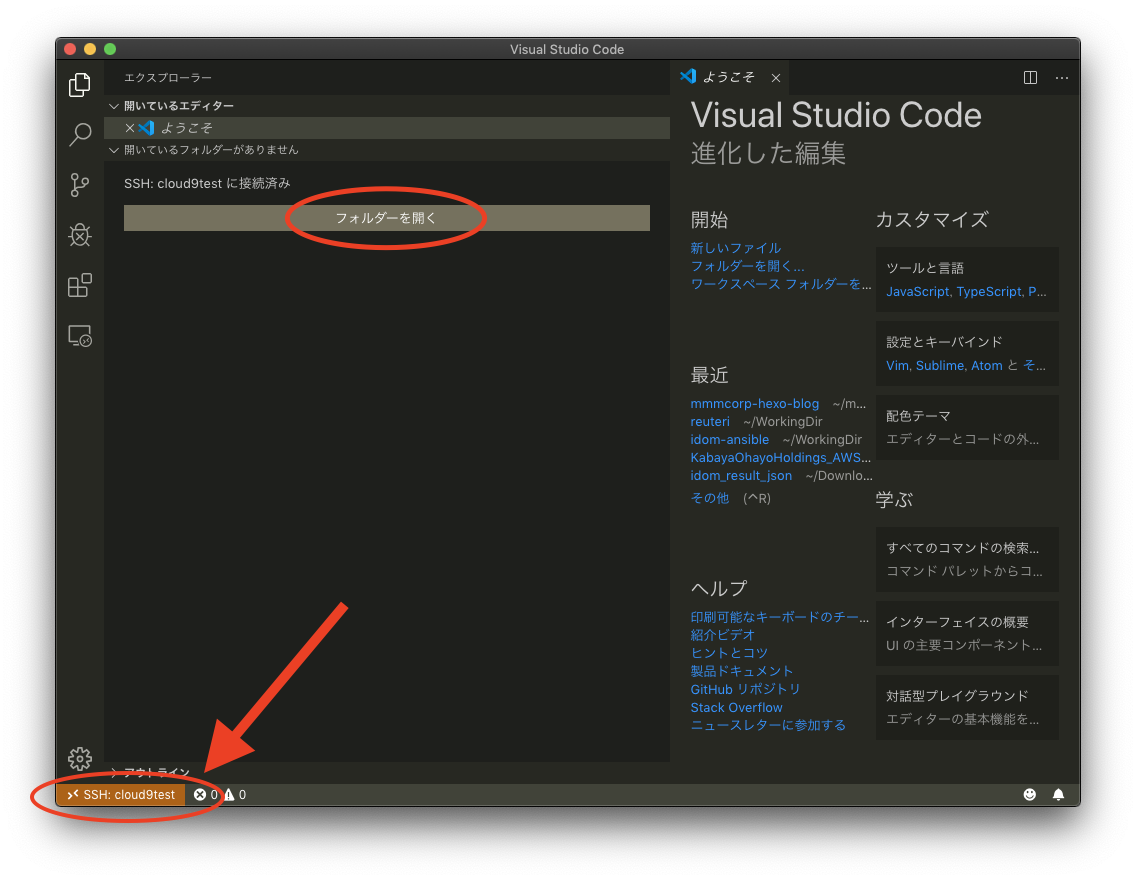 Visual Studio Code
エクスプローラー
開いているエディター
ようこそ
開いているフォルダーがありません
SSH: cloud9test に接続済み
フォルダーを開く
アウトライン
ようこそ
Visual Studio Code
進化した編集
開始
新しいファイル
フォルダーを開く...
ワークスペース フォルダーを...
最近
mmmcorp-hexo-blog ~/m...
reuteri ~/WorkingDir
idom-ansible ~/WorkingDir
KabayaOhayoHoldings_AWS...
idom_result_json ~/Downlo...
その他 (^R)
ヘルプ
印刷可能なキーボードのチー...
紹介ビデオ
ヒントとコツ
製品ドキュメント
GitHub リポジトリ
Stack Overflow
ニュースレターに参加する
カスタマイズ
ツールと言語
JavaScript, TypeScript, P...
設定とキーバインド
Vim, Sublime, Atom と そ...
配色テーマ
エディターとコードの外...
学ぶ
すべてのコマンドの検索...
コマンド パレットからコ...
インターフェイスの概要
UI の主要コンポーネント...
対話型プレイグラウンド
エディターの基本機能を...
SSH: cloud9test 0 0